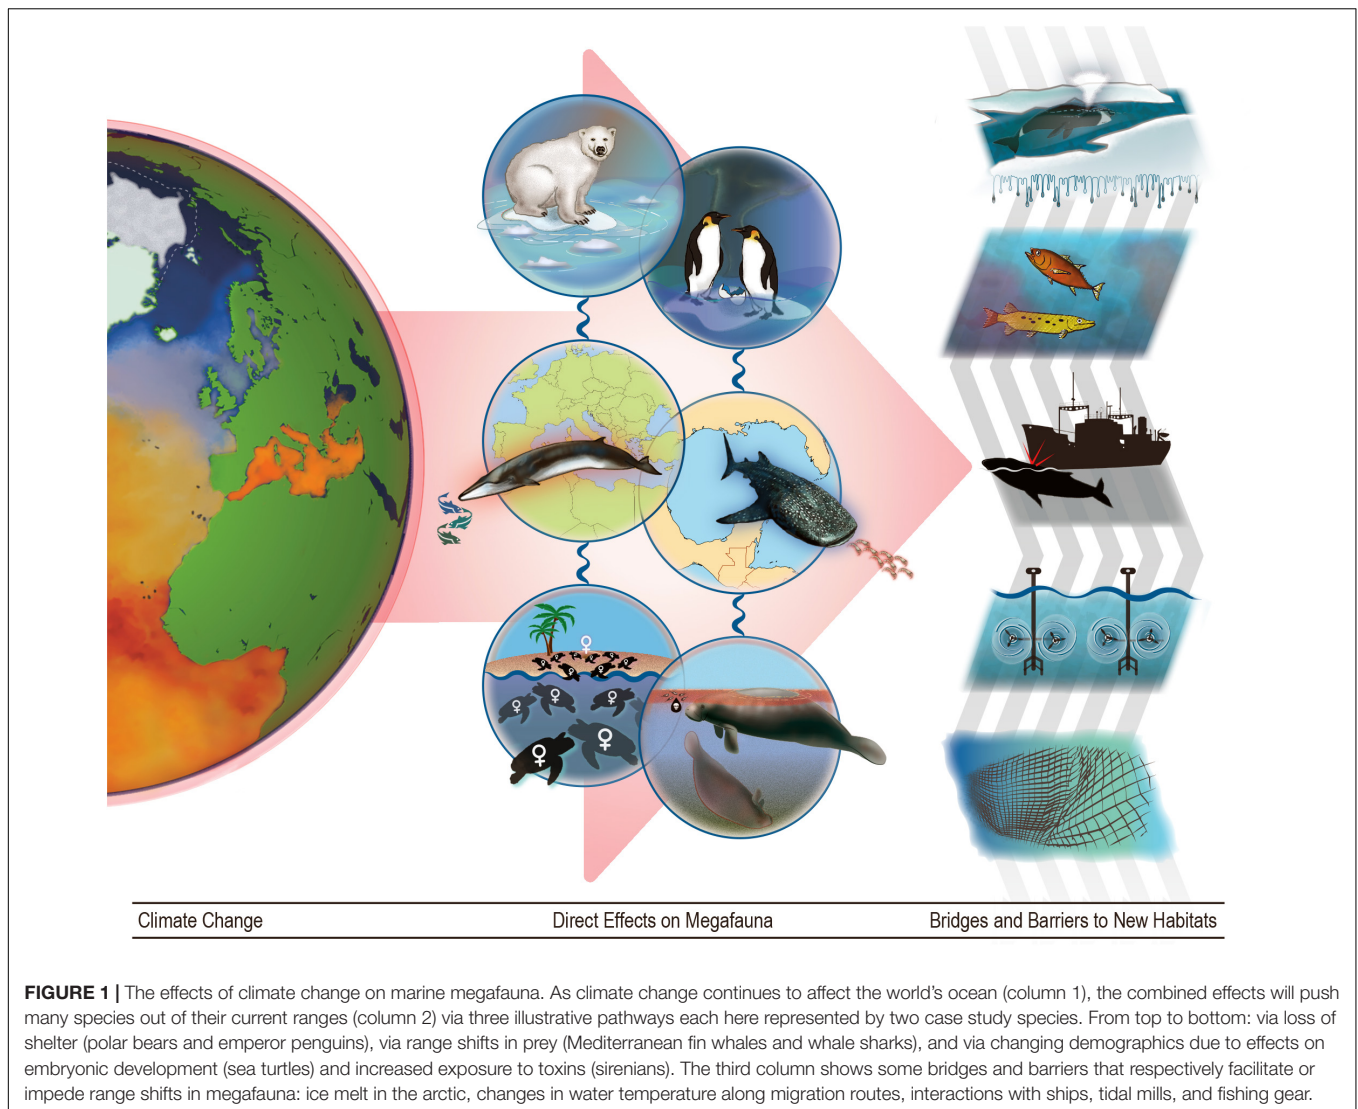 Climate Change
Direct Effects on Megafauna
Bridges and Barriers to New Habitats
FIGURE 1 | The effects of climate change on marine megafauna. As climate change continues to affect the world's ocean (column 1), the combined effects will push
many species out of their current ranges (column 2) via three illustrative pathways each here represented by two case study species. From top to bottom: via loss of
shelter (polar bears and emperor penguins), via range shifts in prey (Mediterranean fin whales and whale sharks), and via changing demographics due to effects on
embryonic development (sea turtles) and increased exposure to toxins (sirenians). The third column shows some bridges and barriers that respectively facilitate or
impede range shifts in megafauna: ice melt in the arctic, changes in water temperature along migration routes, interactions with ships, tidal mills, and fishing gear.